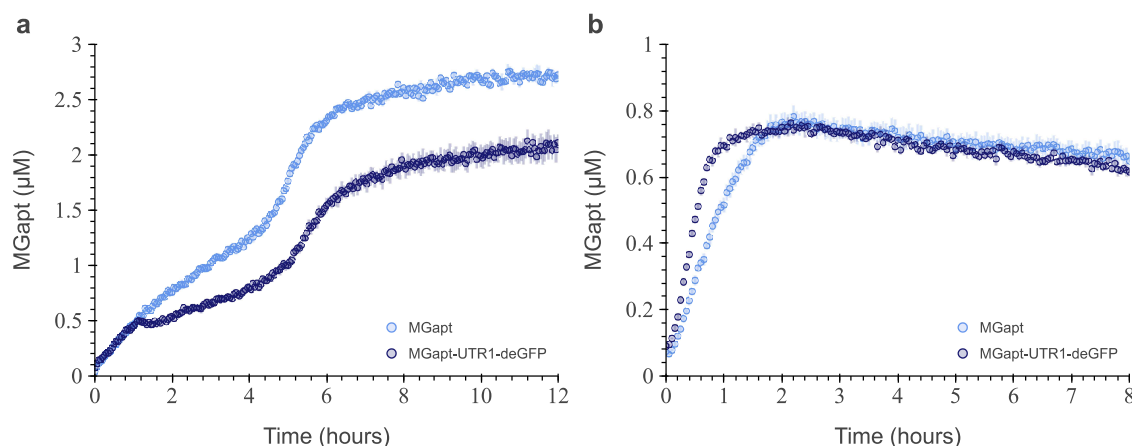 a
3
2.5
2
1.5
1
0.5
0
MGapt (µM)
MGapt
MGapt-UTR1-deGFP
0 2 4 6 8 10 12
Time (hours)
b
1
0.8
0.6
0.4
0.2
0
MGapt (µM)
MGapt
MGapt-UTR1-deGFP
0 1 2 3 4 5 6 7 8
Time (hours)